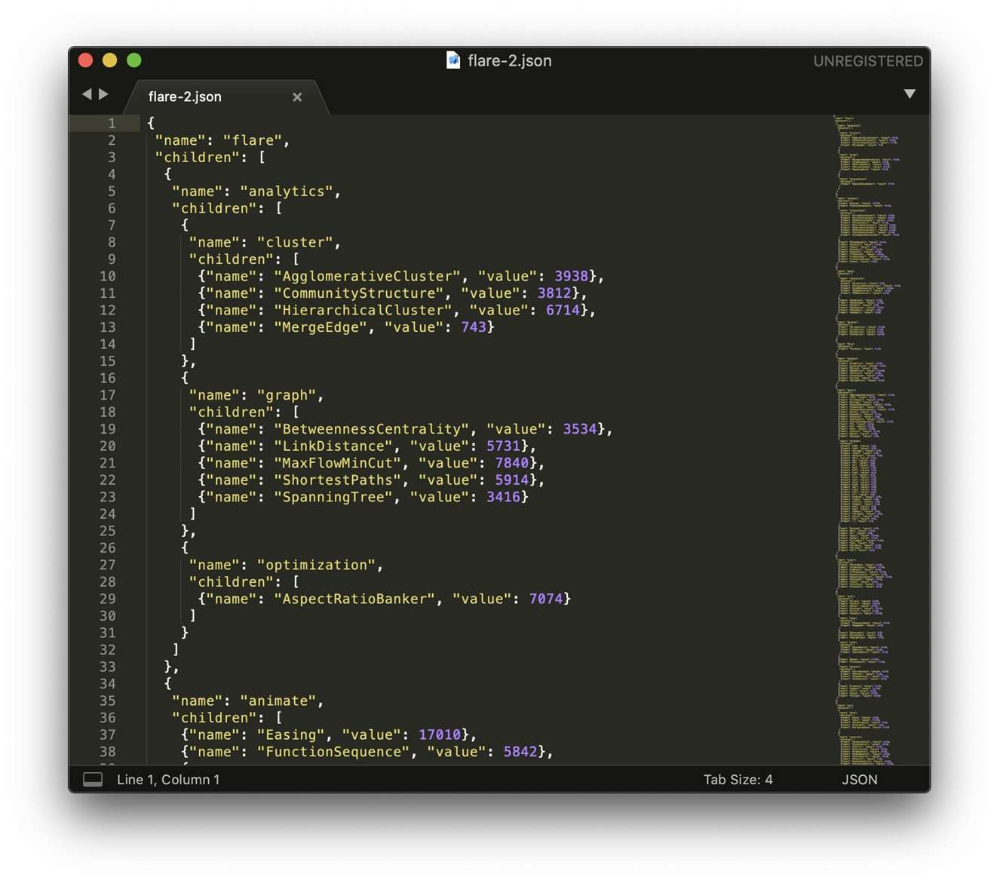 flare-2.json
UNREGISTERED
flare-2.json
1 {
2 "name": "flare",
3 "children": [
4 {
5 "name": "analytics",
6 "children": [
7 {
8 "name": "cluster",
9 "children": [
10 {"name": "AgglomerativeCluster", "value": 3938},
11 {"name": "CommunityStructure", "value": 3812},
12 {"name": "HierarchicalCluster", "value": 6714},
13 {"name": "MergeEdge", "value": 743}
14 ]
15 },
16 {
17 "name": "graph",
18 "children": [
19 {"name": "BetweennessCentrality", "value": 3534},
20 {"name": "LinkDistance", "value": 5731},
21 {"name": "MaxFlowMinCut", "value": 7840},
22 {"name": "ShortestPaths", "value": 5914},
23 {"name": "SpanningTree", "value": 3416}
24 ]
25 },
26 {
27 "name": "optimization",
28 "children": [
29 {"name": "AspectRatioBanker", "value": 7074}
30 ]
31 }
32 ]
33 },
34 {
35 "name": "animate",
36 "children": [
37 {"name": "Easing", "value": 17010},
38 {"name": "FunctionSequence", "value": 5842},
Line 1, Column 1
Tab Size: 4
JSON